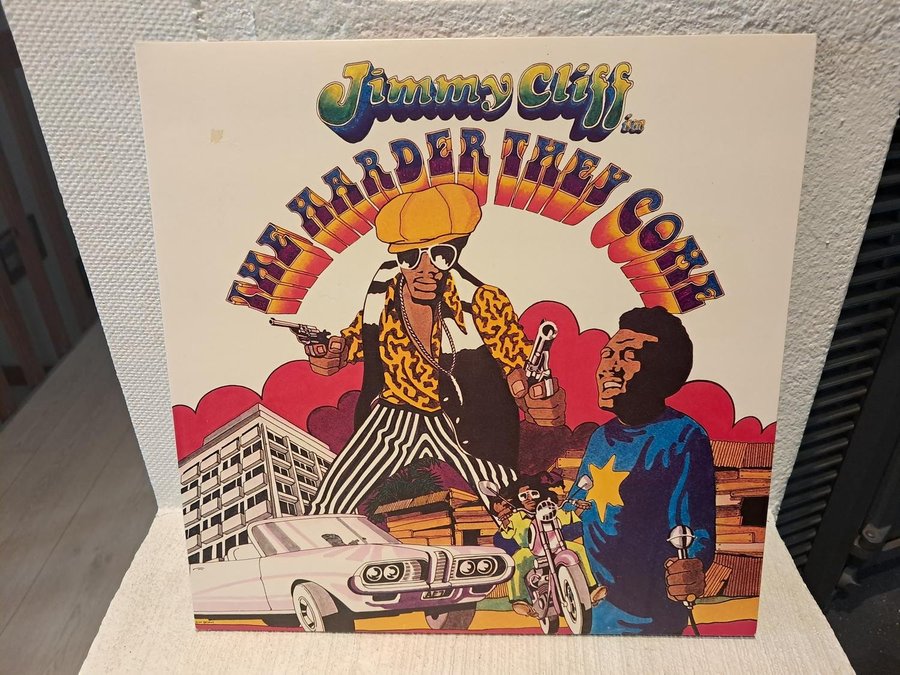 Jimmy Cliff
in
THE HARDER THEY COME